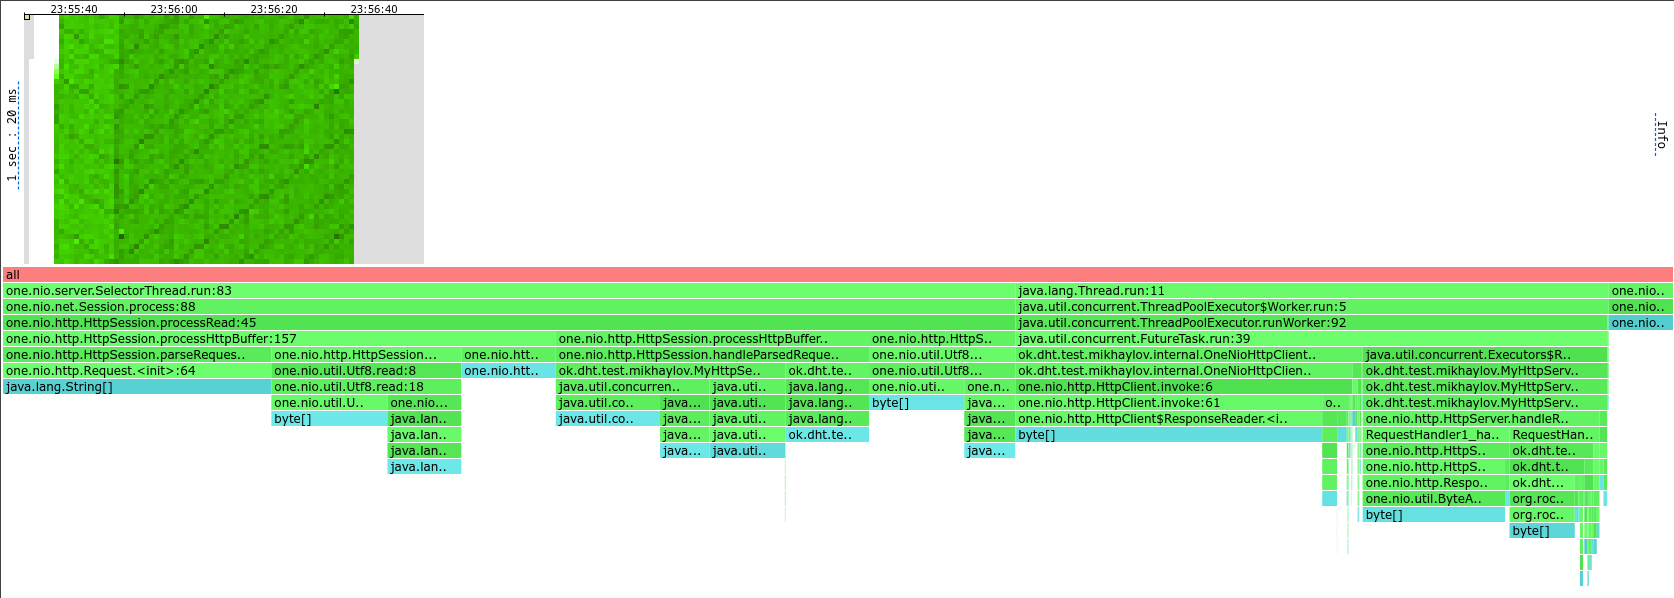 23:55:40 23:56:00 23:56:20 23:56:40
1 sec : 20 ms
Info
all
one.nio.server.SelectorThread.run:83 java.lang.Thread.run:11 one.nio..
one.nio.net.Session.process:88 java.util.concurrent.ThreadPoolExecutor$Worker.run:5 one.nio..
one.nio.http.HttpSession.processRead:45 java.util.concurrent.ThreadPoolExecutor.runWorker:92 one.nio..
one.nio.http.HttpSession.processHttpBuffer:157 one.nio.http.HttpSession.processHttpBuffer.. one.nio.http.HttpS.. java.util.concurrent.FutureTask.run:39
one.nio.http.HttpSession.parseReques.. one.nio.http.HttpSession... one.nio.htt.. one.nio.http.HttpSession.handleParsedReque.. one.nio.util.Utf8... ok.dht.test.mikhaylov.internal.OneNioHttpClient.. java.util.concurrent.Executors$R..
one.nio.http.Request.<init>:64 one.nio.util.Utf8.read:8 one.nio.htt.. ok.dht.test.mikhaylov.MyHttpSe.. ok.dht.te.. one.nio.util.Utf8... ok.dht.test.mikhaylov.internal.OneNioHttpClient.. ok.dht.test.mikhaylov.MyHttpServ..
java.lang.String[] one.nio.util.Utf8.read:18 java.util.concurren.. java.uti.. java.lang.. one.nio.uti.. one.n.. one.nio.http.HttpClient.invoke:6 ok.dht.test.mikhaylov.MyHttpServ..
one.nio.util.U.. one.nio... java.util.co.. java... java.uti.. java.lang.. byte[] java... one.nio.http.HttpClient.invoke:61 o.. ok.dht.test.mikhaylov.MyHttpServ..
byte[] java.lan.. java.util.co.. java... java.uti.. java.lang.. java... one.nio.http.HttpClient$ResponseReader.<i.. one.nio.http.HttpServer.handleR..
java.lan.. java... java.uti.. ok.dht.te.. java... byte[] RequestHandler1_ha.. RequestHan..
java.lan.. java... java.uti.. java... one.nio.http.HttpS.. ok.dht.te..
java.lan.. one.nio.http.HttpS.. ok.dht.te..
one.nio.http.Respo.. ok.dht...
one.nio.util.ByteA.. org.roc..
byte[] org.roc..
byte[]